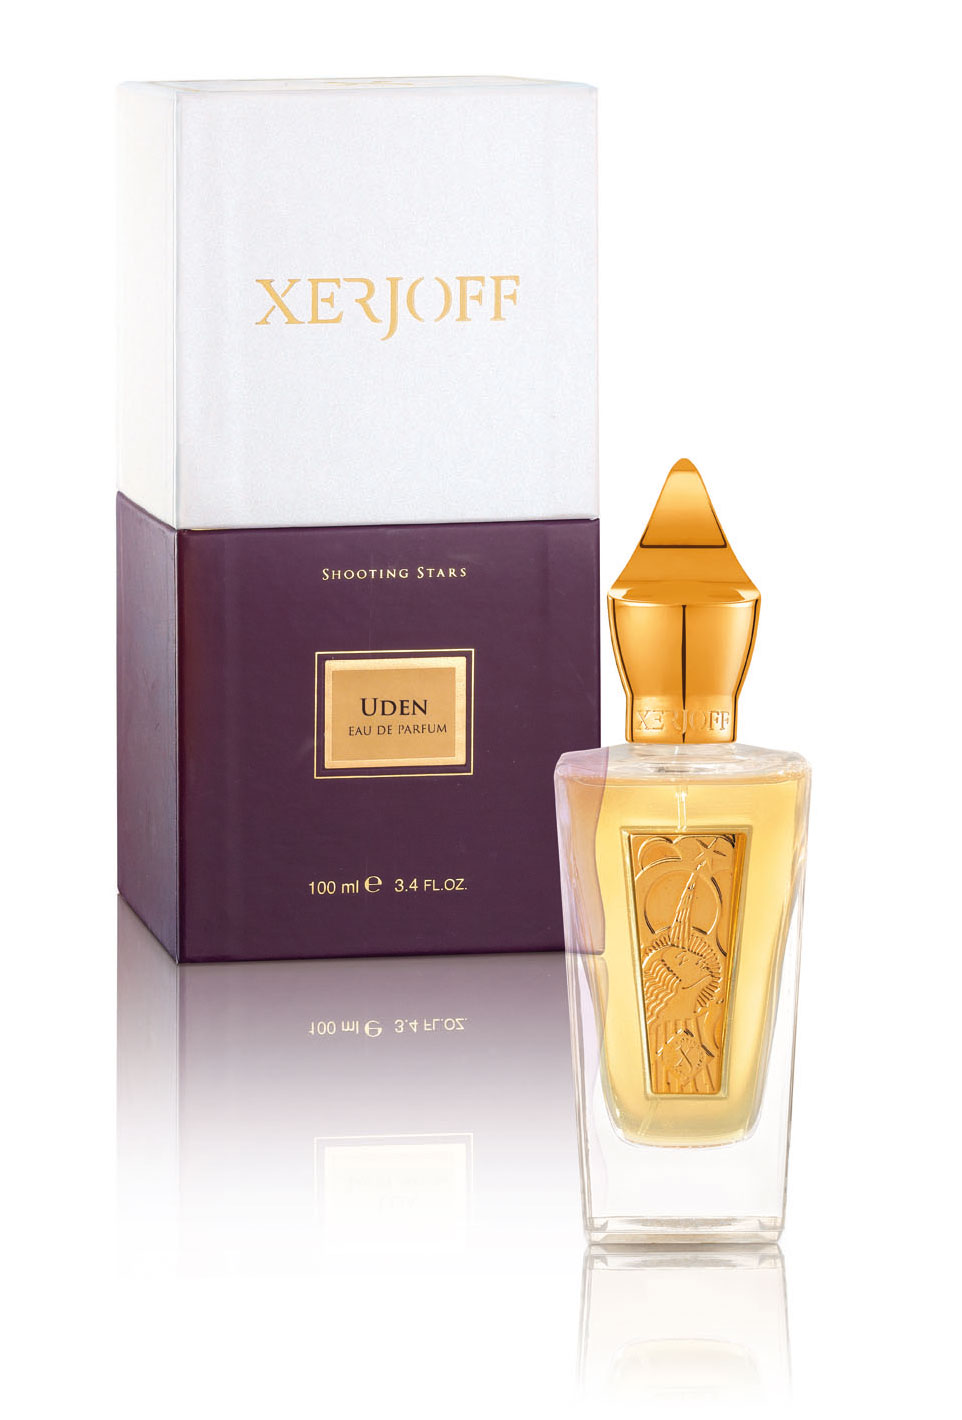 XERJOFF
SHOOTING STARS
UDEN
EAU DE PARFUM
100 ml ℮ 3.4 FL.OZ.
XERJOFF